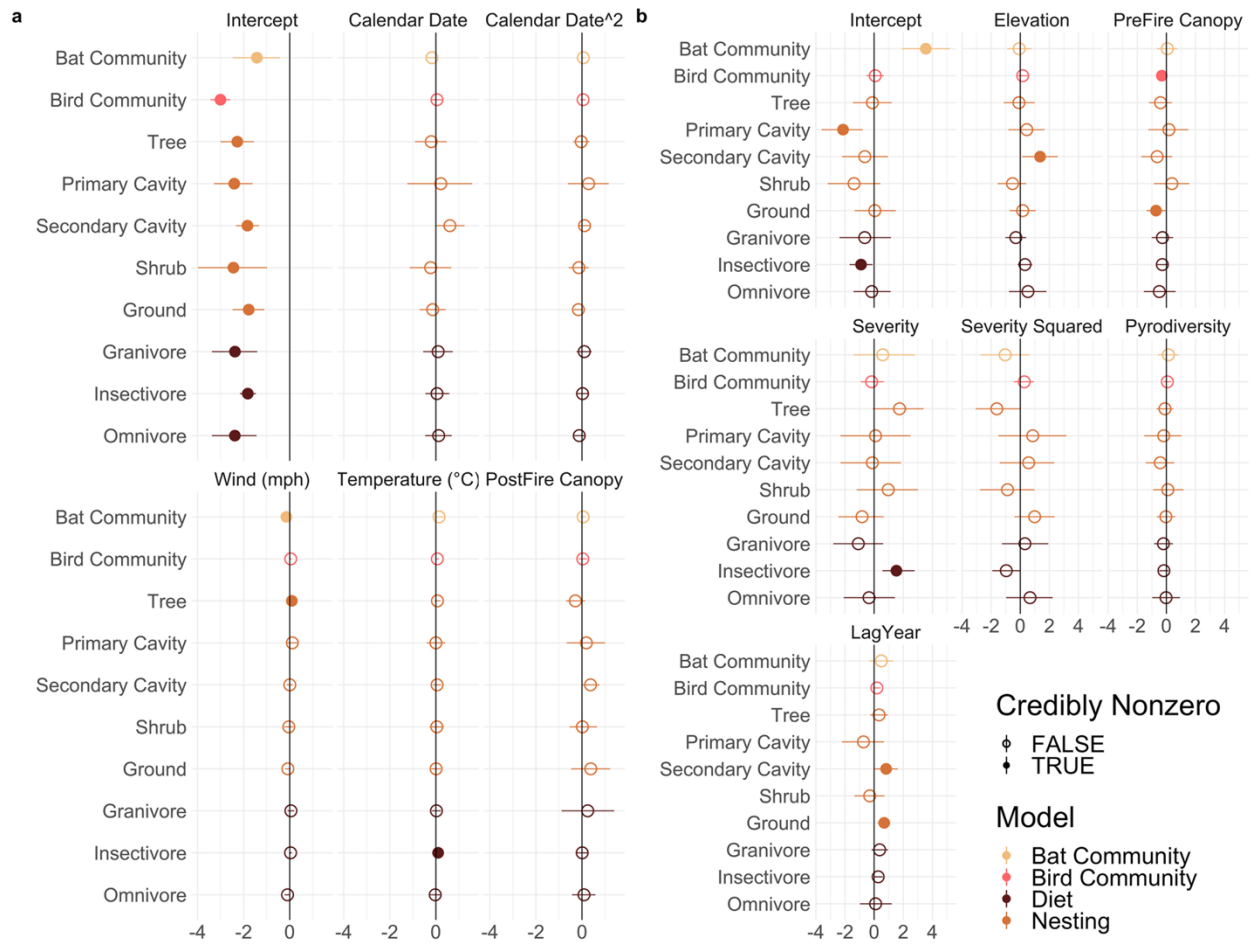 a
Intercept Calendar Date Calendar Date^2
Bat Community
Bird Community
Tree
Primary Cavity
Secondary Cavity
Shrub
Ground
Granivore
Insectivore
Omnivore
Wind (mph) Temperature (°C) PostFire Canopy
Bat Community
Bird Community
Tree
Primary Cavity
Secondary Cavity
Shrub
Ground
Granivore
Insectivore
Omnivore
-4 -2 0 -4 -2 0 -4 -2 0
b
Intercept Elevation PreFire Canopy
Bat Community
Bird Community
Tree
Primary Cavity
Secondary Cavity
Shrub
Ground
Granivore
Insectivore
Omnivore
Severity Severity Squared Pyrodiversity
Bat Community
Bird Community
Tree
Primary Cavity
Secondary Cavity
Shrub
Ground
Granivore
Insectivore
Omnivore
-4 -2 0 2 4 -4 -2 0 2 4
LagYear
Bat Community
Bird Community
Tree
Primary Cavity
Secondary Cavity
Shrub
Ground
Granivore
Insectivore
Omnivore
-4 -2 0 2 4
Credibly Nonzero
FALSE
TRUE
Model
Bat Community
Bird Community
Diet
Nesting